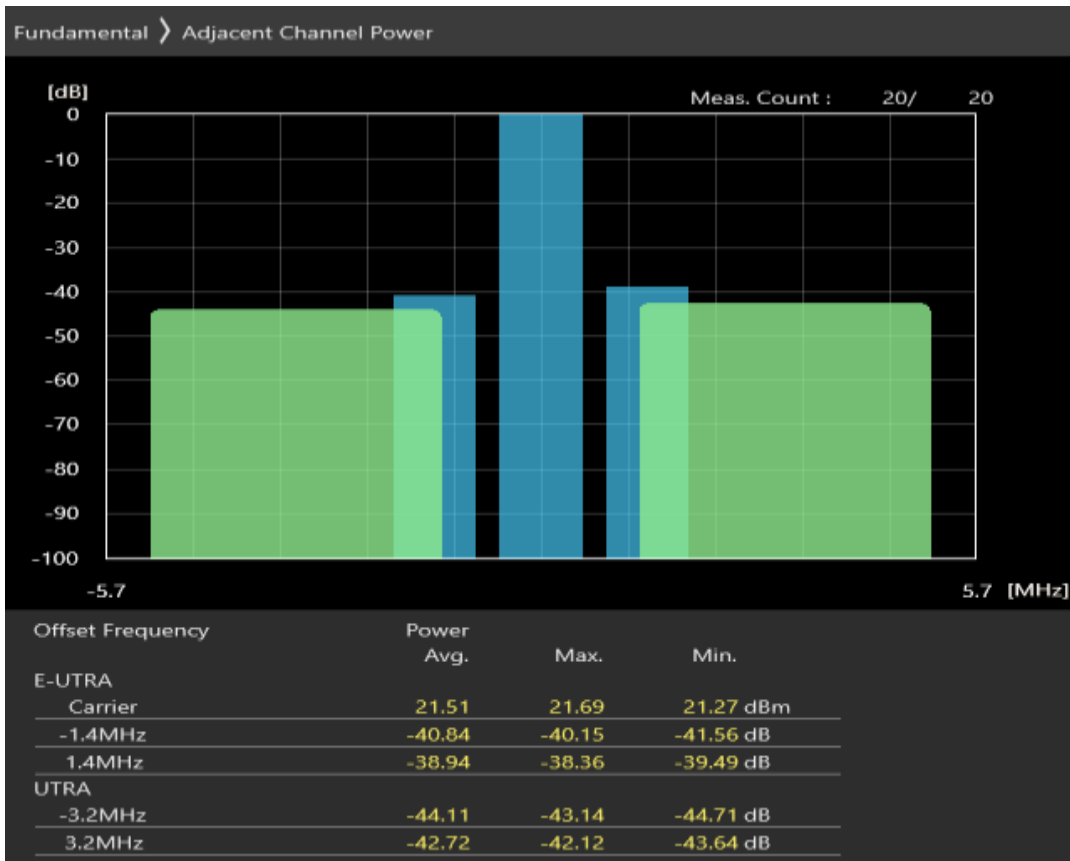 Fundamental 〉 Adjacent Channel Power
[dB]
Meas. Count : 20/ 20
0
-10
-20
-30
-40
-50
-60
-70
-80
-90
-100
-5.7 5.7 [MHz]
Offset Frequency Power
Avg. Max. Min.
E-UTRA
Carrier 21.51 21.69 21.27 dBm
-1.4MHz -40.84 -40.15 -41.56 dB
1.4MHz -38.94 -38.36 -39.49 dB
UTRA
-3.2MHz -44.11 -43.14 -44.71 dB
3.2MHz -42.72 -42.12 -43.64 dB